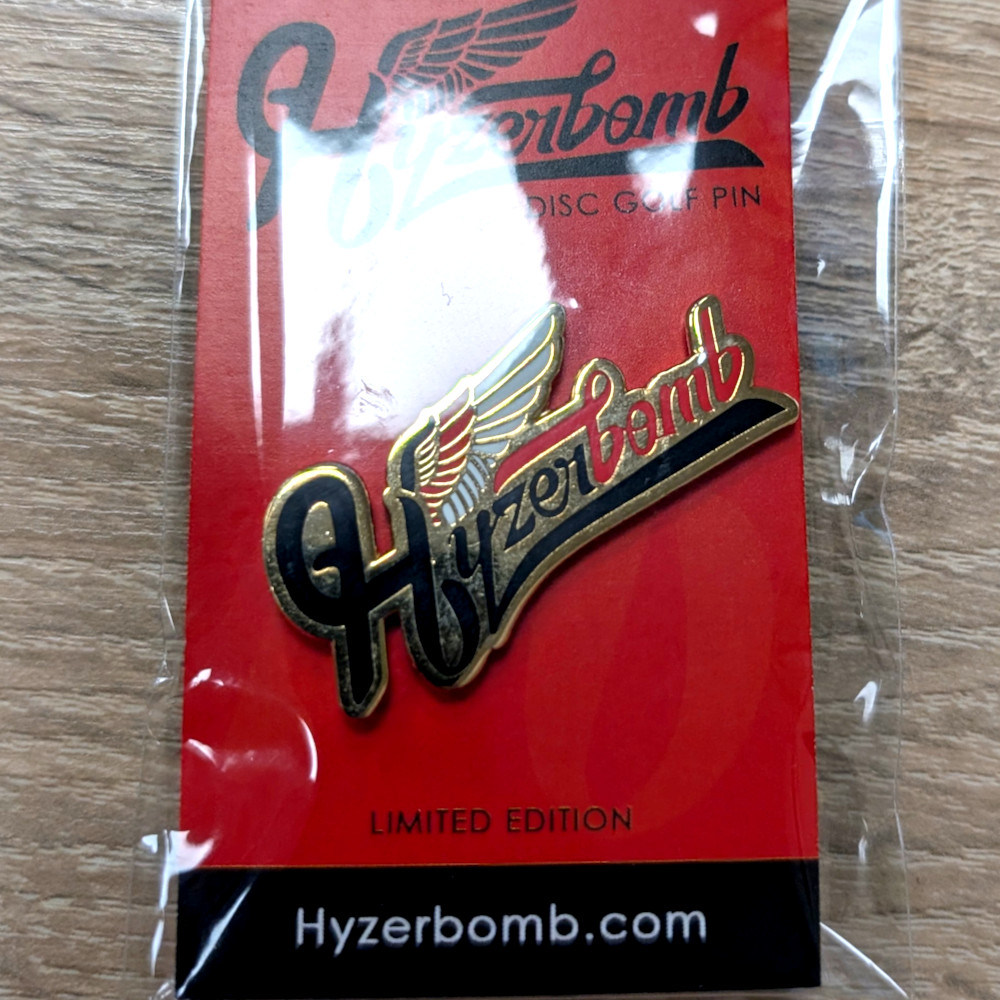 Hyzerbomb
DISC GOLF PIN
Hyzerbomb
LIMITED EDITION
Hyzerbomb.com